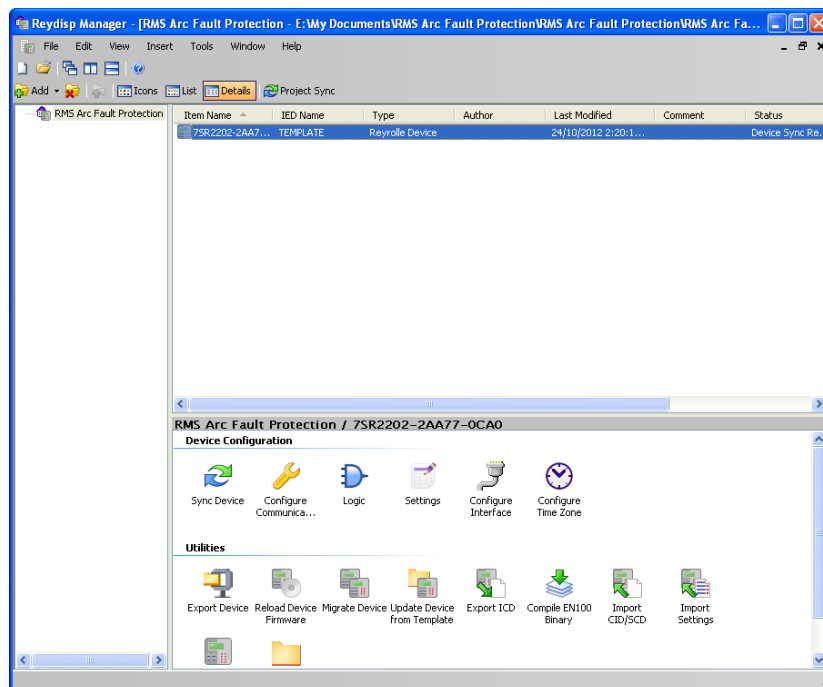 Reydisp Manager - [RMS Arc Fault Protection - E:\My Documents\RMS Arc Fault Protection\RMS Arc Fault Protection\RMS Arc Fa...
File Edit View Insert Tools Window Help
Add Icons List Details Project Sync
RMS Arc Fault Protection
Item Name IED Name Type Author Last Modified Comment Status
7SR2202-2AA7... TEMPLATE Reyrolle Device 24/10/2012 2:20:1... Device Sync Re.
RMS Arc Fault Protection / 7SR2202-2AA77-0CA0
Device Configuration
Sync Device Configure Logic Settings Configure Configure
Communica... Interface Time Zone
Utilities
Export Device Reload Device Migrate Device Update Device Export ICD Compile EN100 Import Import
Firmware from Template Binary CID/SCD Settings